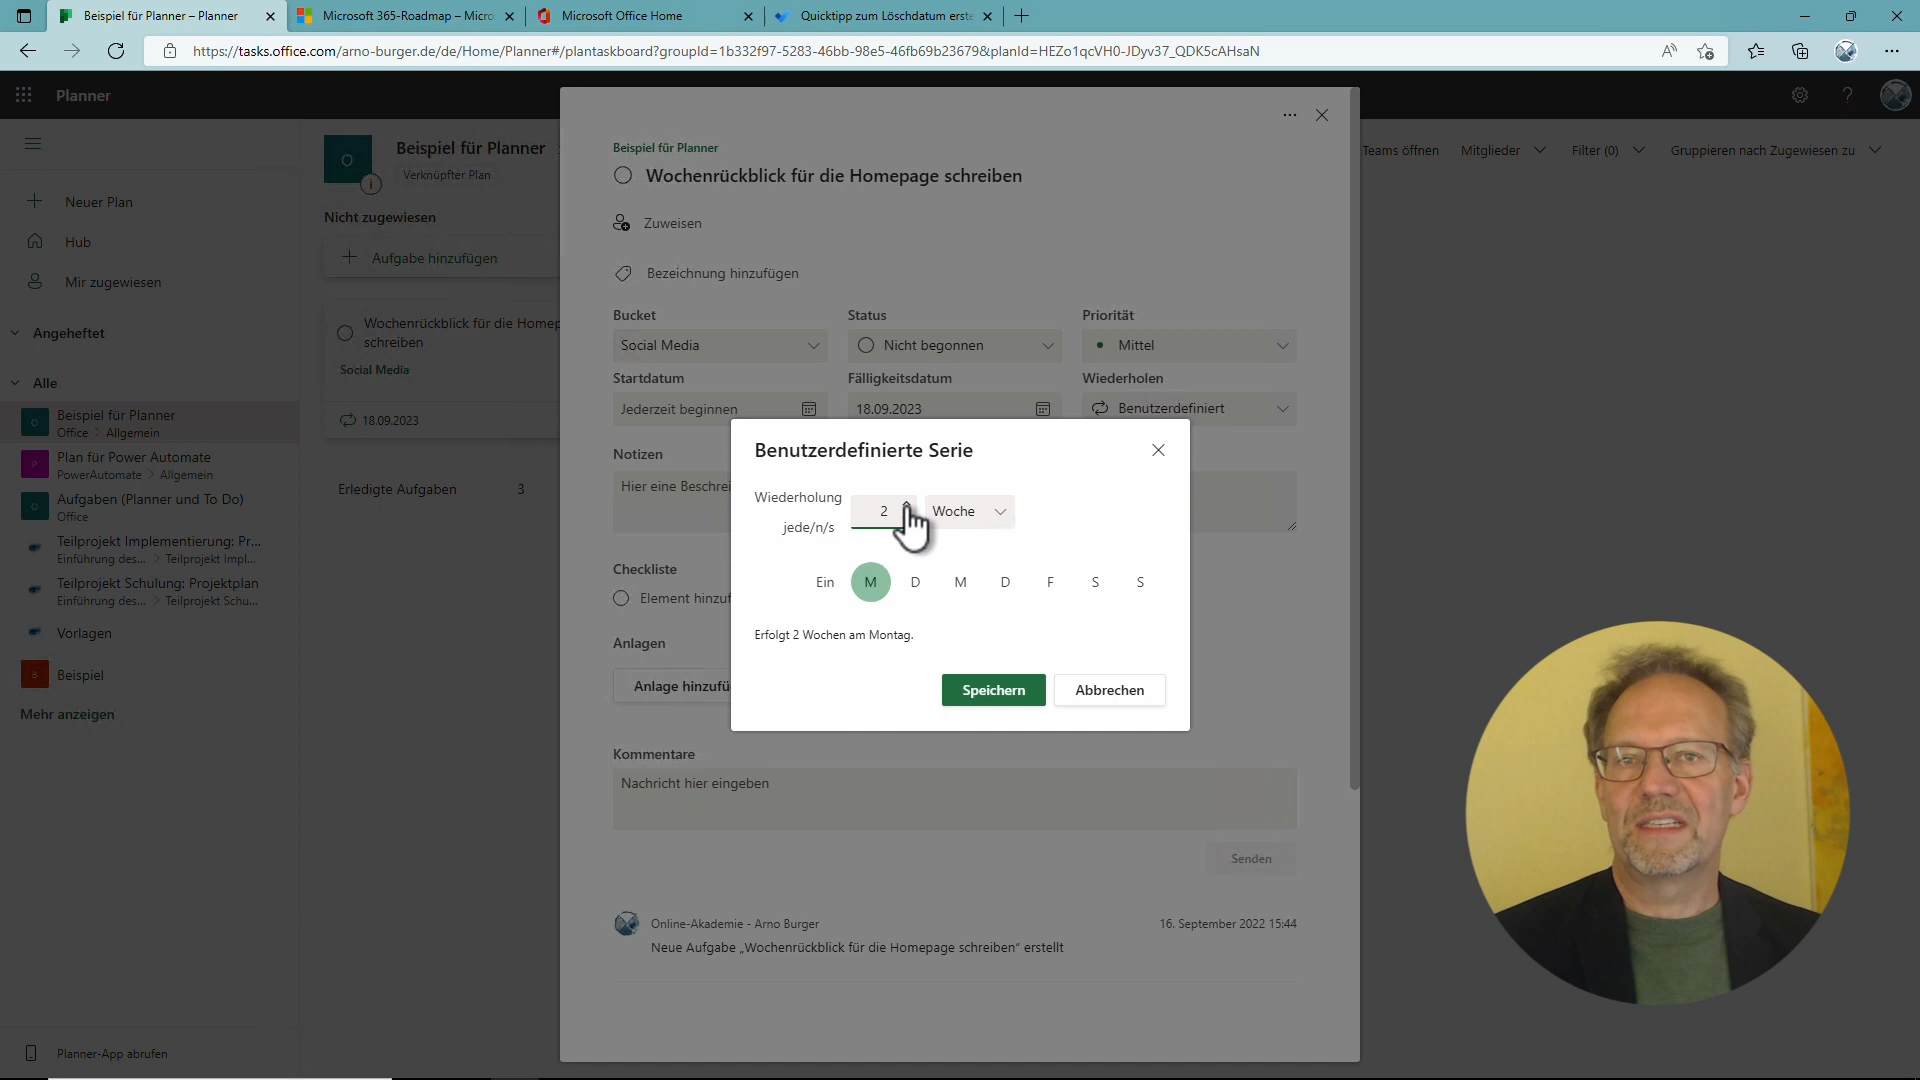 Beispiel für Planner – Planner
Microsoft 365-Roadmap – Micro
Microsoft Office Home
Quicktipp zum Löschdatum erste
https://tasks.office.com/arno-burger.de/de/Home/Planner#/plantaskboard?groupId=1b332f97-5283-46bb-98e5-46fb69b23679&planId=HEZo1qcVH0-JDyv37_QDK5cAHsaN
Planner
Neuer Plan
Hub
Mir zugewiesen
Angeheftet
Alle
O
Beispiel für Planner
Office > Allgemein
P
Plan für Power Automate
PowerAutomate > Allgemein
O
Aufgaben (Planner und To Do)
Office
Teilprojekt Implementierung: Pr...
Einführung des... > Teilprojekt Impl...
Teilprojekt Schulung: Projektplan
Einführung des... > Teilprojekt Schu...
Vorlagen
B
Beispiel
Mehr anzeigen
Planner-App abrufen
O
Beispiel für Planner
Verknüpfter Plan
Teams öffnen
Mitglieder
Filter (0)
Gruppieren nach Zugewiesen zu
Nicht zugewiesen
Aufgabe hinzufügen
Wochenrückblick für die Homep
schreiben
Social Media
18.09.2023
Erledigte Aufgaben 3
Beispiel für Planner
Wochenrückblick für die Homepage schreiben
Zuweisen
Bezeichnung hinzufügen
Bucket
Status
Priorität
Social Media
Nicht begonnen
Mittel
Startdatum
Fälligkeitsdatum
Wiederholen
Jederzeit beginnen
18.09.2023
Benutzerdefiniert
Notizen
Hier eine Beschrei
Checkliste
Element hinzuf
Anlagen
Anlage hinzufü
Benutzerdefinierte Serie
Wiederholung
jede/n/s
2
Woche
Ein M D M D F S S
Erfolgt 2 Wochen am Montag.
Speichern
Abbrechen
Kommentare
Nachricht hier eingeben
Senden
Online-Akademie - Arno Burger
16. September 2022 15:44
Neue Aufgabe „Wochenrückblick für die Homepage schreiben“ erstellt